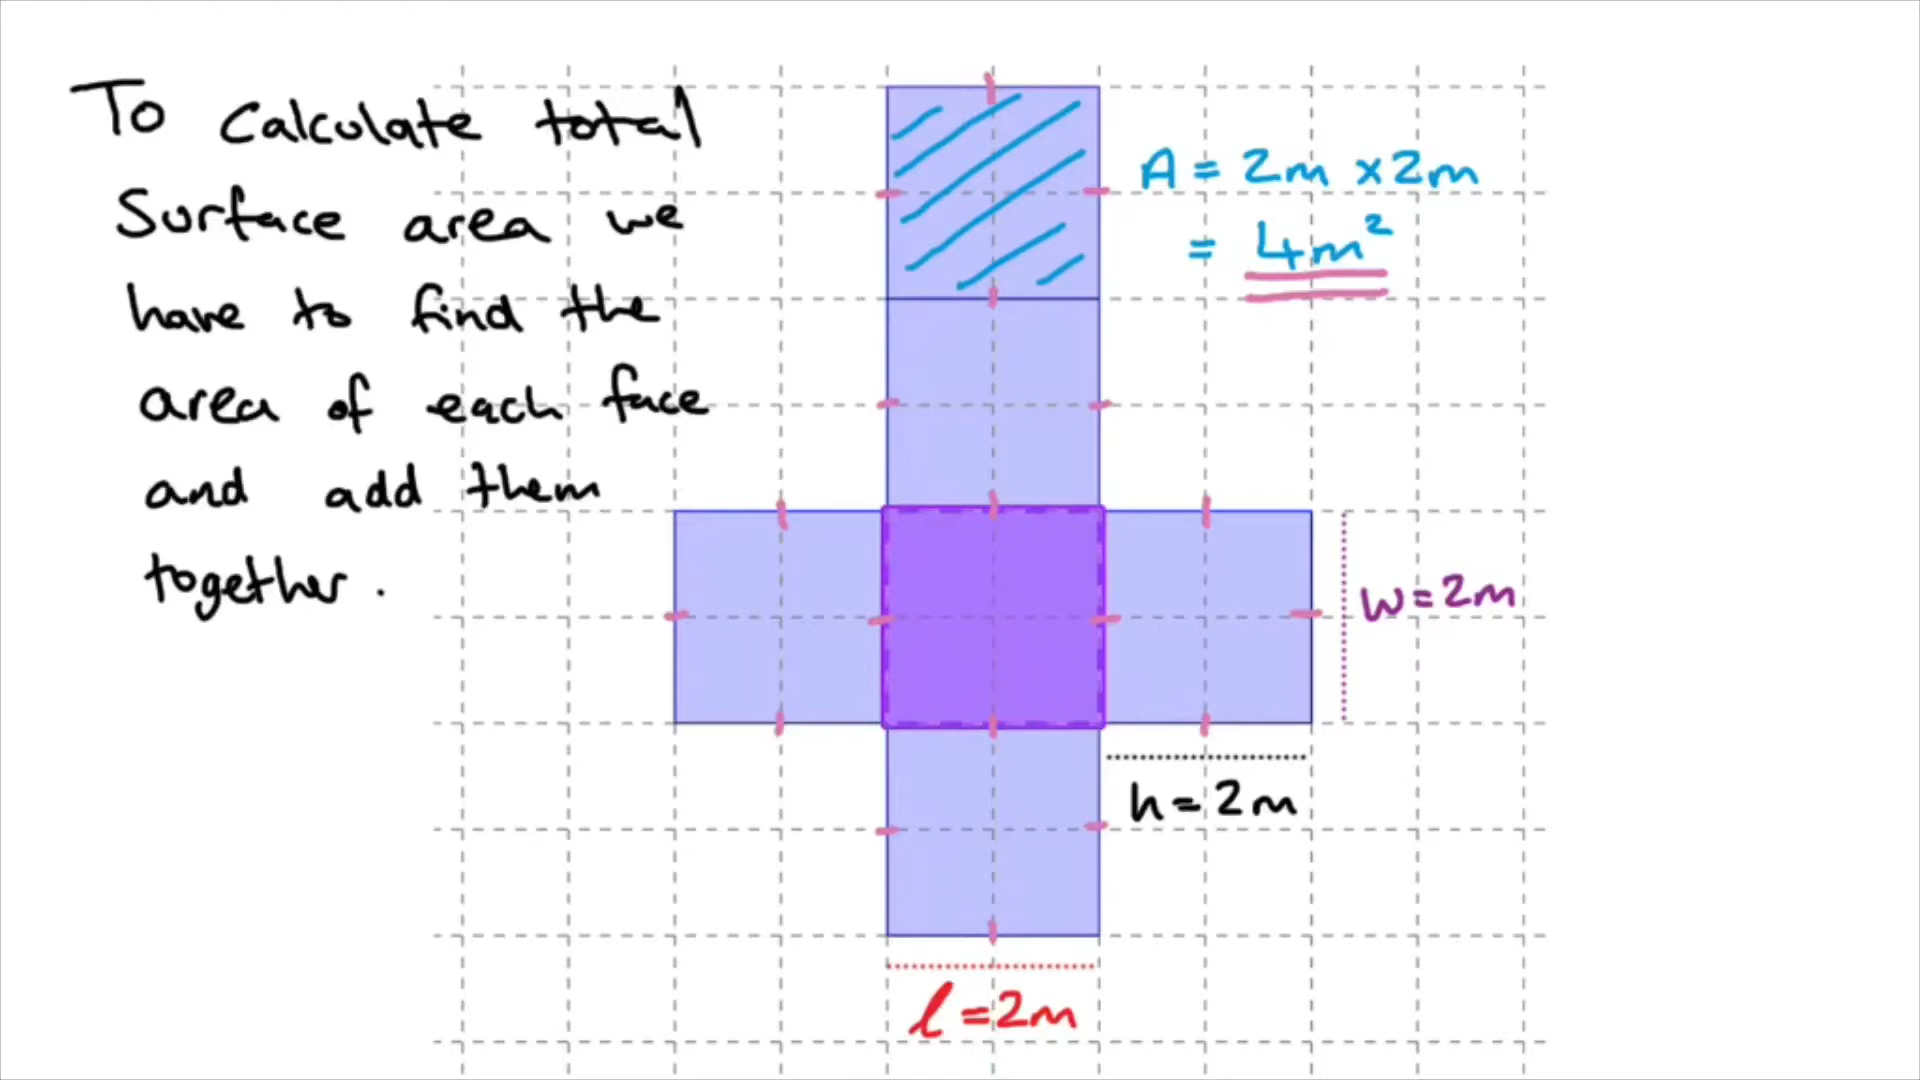 To calculate total
surface area we
have to find the
area of each face
and add them
together.
A = 2m x 2m
= 4m²
w = 2m
h = 2m
l = 2m